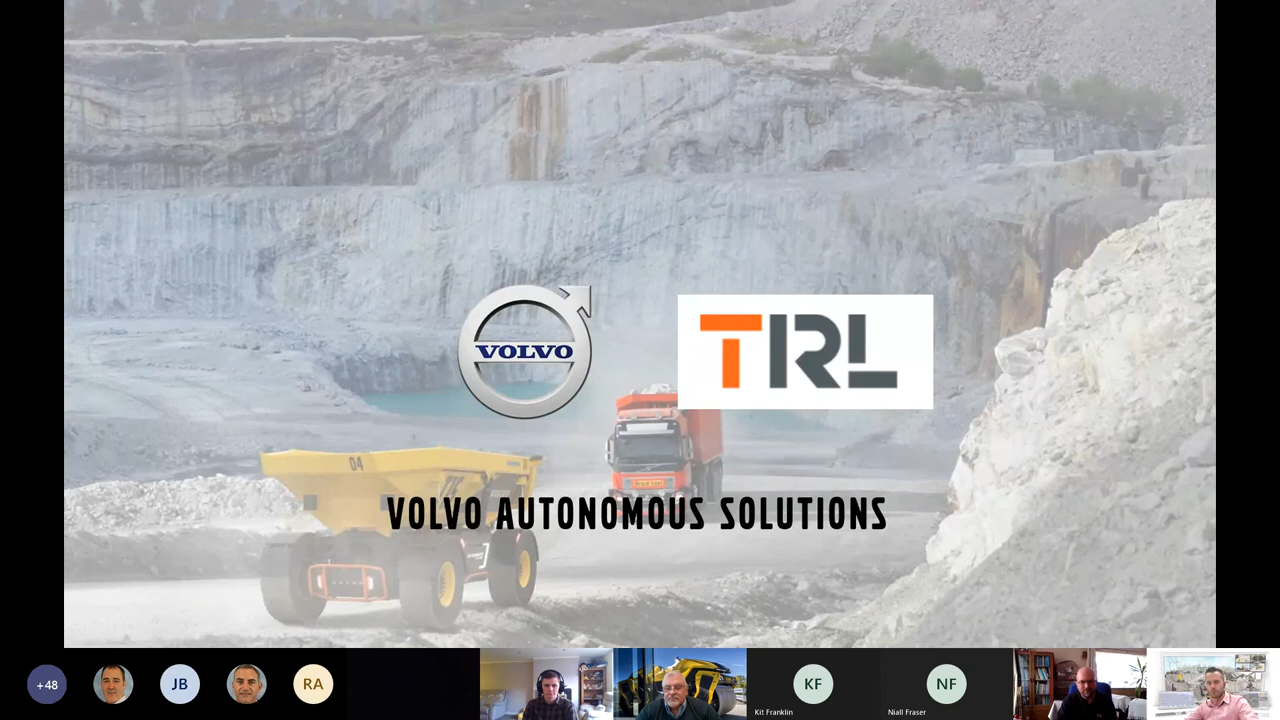 VOLVO
TRL
04
VOLVO AUTONOMOUS SOLUTIONS
+48
JB
RA
KF
Kit Franklin
NF
Niall Fraser